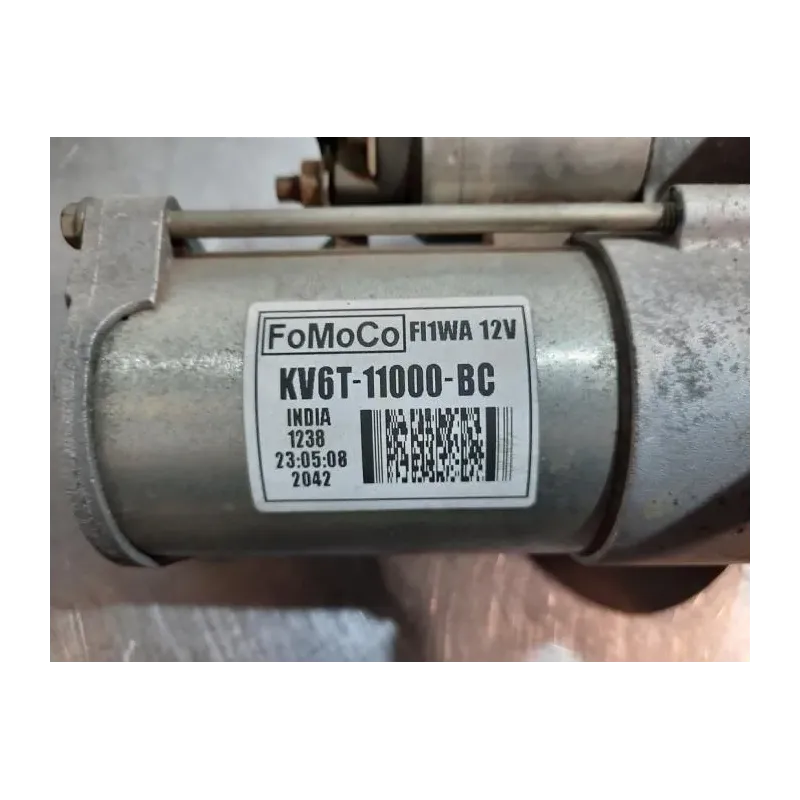 FoMoCo FI1WA 12V
KV6T-11000-BC
INDIA
1238
23:05:08
2042